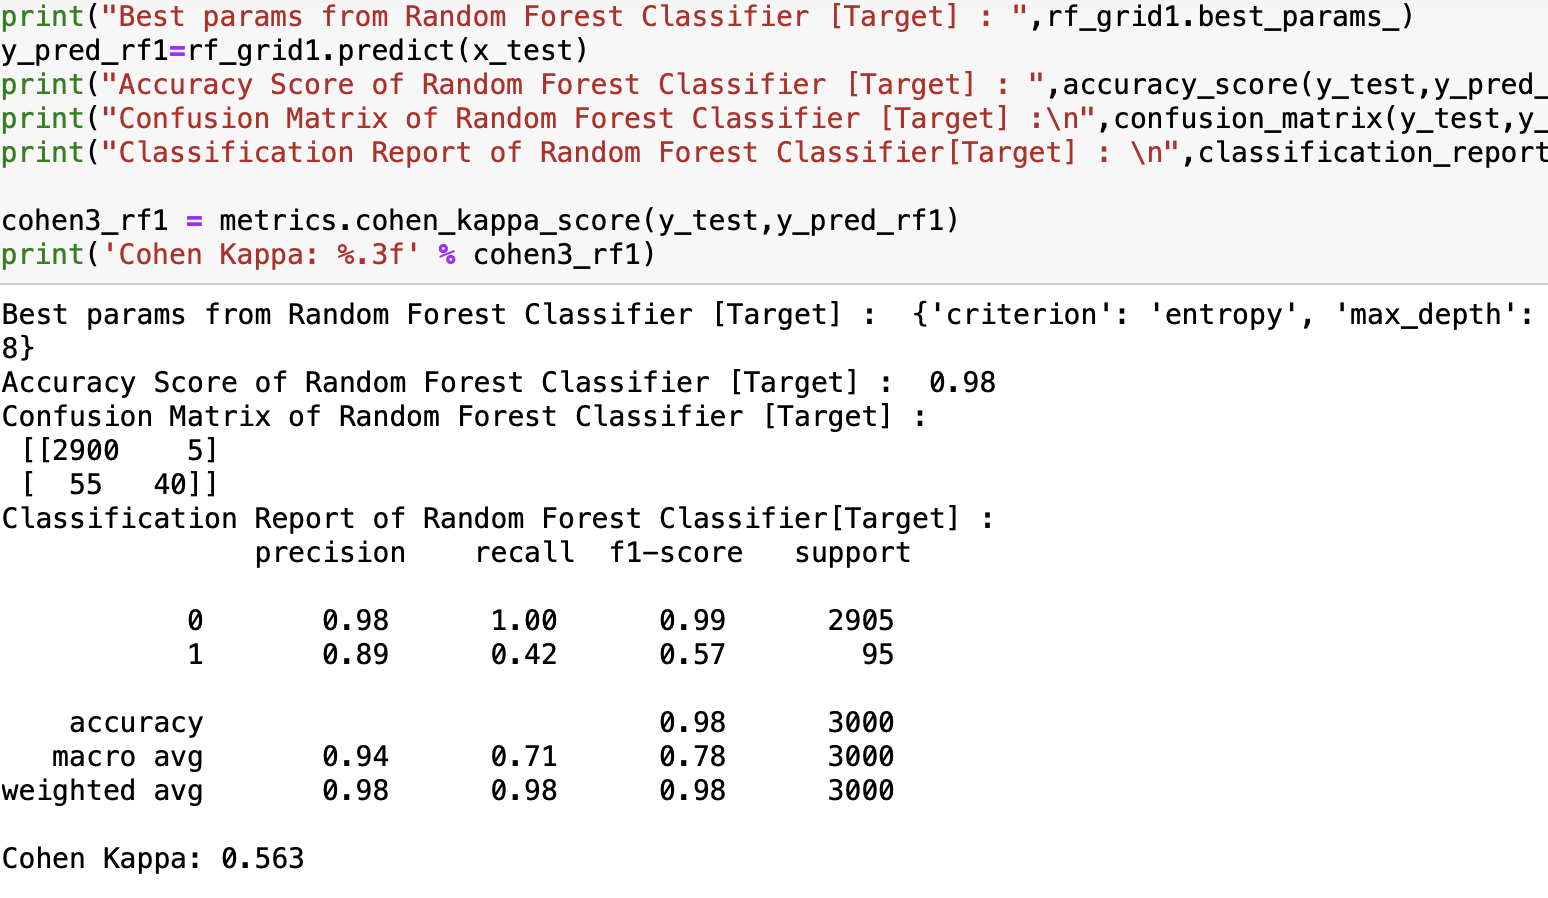 print("Best params from Random Forest Classifier [Target] : ",rf_grid1.best_params_)
y_pred_rf1=rf_grid1.predict(x_test)
print("Accuracy Score of Random Forest Classifier [Target] : ",accuracy_score(y_test,y_pred_
print("Confusion Matrix of Random Forest Classifier [Target] :\n",confusion_matrix(y_test,y_
print("Classification Report of Random Forest Classifier[Target] : \n",classification_report
cohen3_rf1 = metrics.cohen_kappa_score(y_test,y_pred_rf1)
print('Cohen Kappa: %.3f' % cohen3_rf1)
Best params from Random Forest Classifier [Target] :  {'criterion': 'entropy', 'max_depth':
8}
Accuracy Score of Random Forest Classifier [Target] :  0.98
Confusion Matrix of Random Forest Classifier [Target] :
[[2900    5]
[  55   40]]
Classification Report of Random Forest Classifier[Target] :
precision    recall  f1-score   support
0       0.98      1.00      0.99      2905
1       0.89      0.42      0.57        95
accuracy                           0.98      3000
macro avg       0.94      0.71      0.78      3000
weighted avg       0.98      0.98      0.98      3000
Cohen Kappa: 0.563